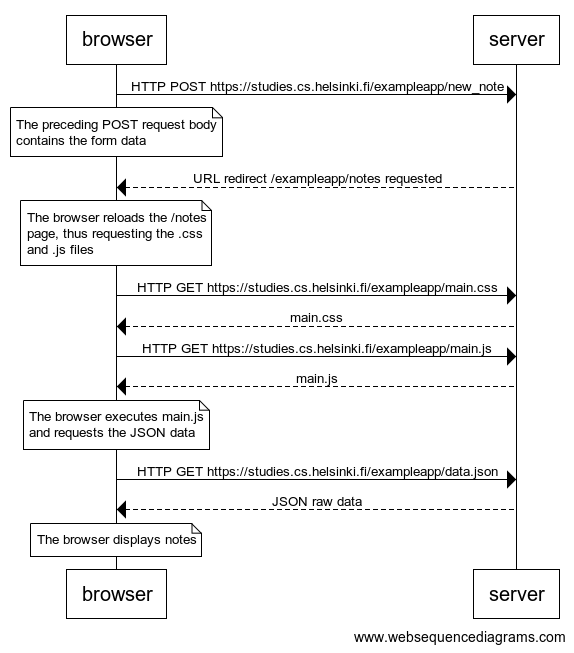 browser
server
HTTP POST https://studies.cs.helsinki.fi/exampleapp/new_note
The preceding POST request body
contains the form data
URL redirect /exampleapp/notes requested
The browser reloads the /notes
page, thus requesting the .css
and .js files
HTTP GET https://studies.cs.helsinki.fi/exampleapp/main.css
main.css
HTTP GET https://studies.cs.helsinki.fi/exampleapp/main.js
main.js
The browser executes main.js
and requests the JSON data
HTTP GET https://studies.cs.helsinki.fi/exampleapp/data.json
JSON raw data
The browser displays notes
browser
server
www.websequencediagrams.com